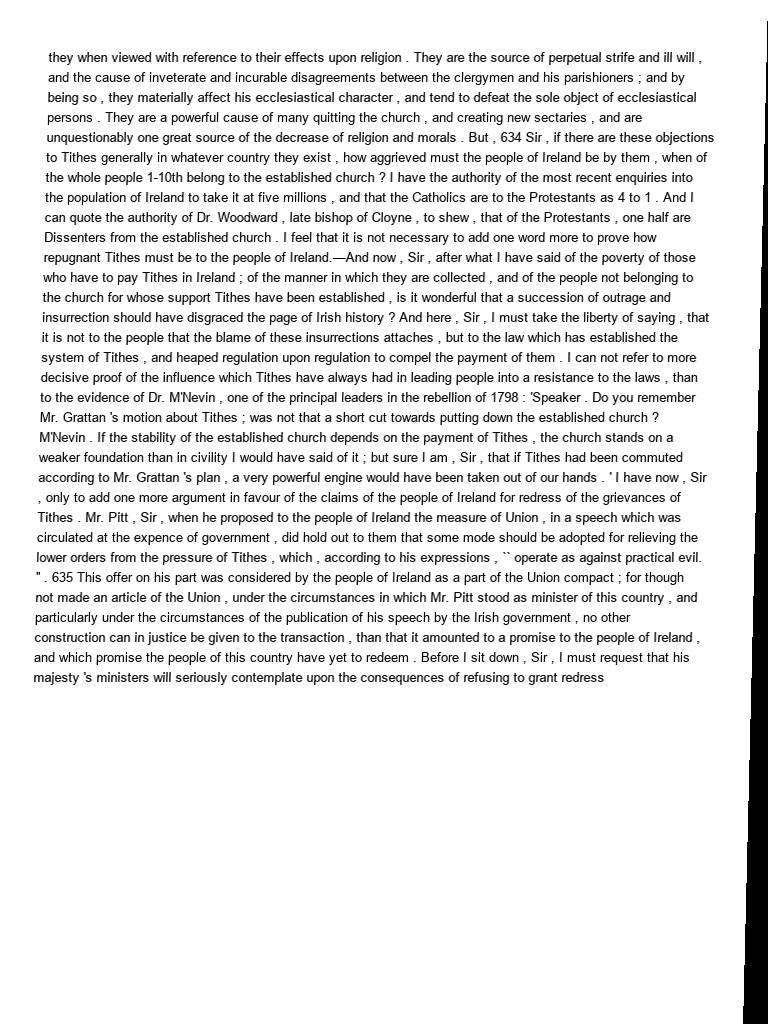 they when viewed with reference to their effects upon religion . They are the source of perpetual strife and ill will ,
and the cause of inveterate and incurable disagreements between the clergymen and his parishioners ; and by
being so , they materially affect his ecclesiastical character , and tend to defeat the sole object of ecclesiastical
persons . They are a powerful cause of many quitting the church , and creating new sectaries , and are
unquestionably one great source of the decrease of religion and morals . But , 634 Sir , if there are these objections
to Tithes generally in whatever country they exist , how aggrieved must the people of Ireland be by them , when of
the whole people 1-10th belong to the established church ? I have the authority of the most recent enquiries into
the population of Ireland to take it at five millions , and that the Catholics are to the Protestants as 4 to 1 . And I
can quote the authority of Dr. Woodward , late bishop of Cloyne , to shew , that of the Protestants , one half are
Dissenters from the established church . I feel that it is not necessary to add one word more to prove how
repugnant Tithes must be to the people of Ireland.—And now , Sir , after what I have said of the poverty of those
who have to pay Tithes in Ireland ; of the manner in which they are collected , and of the people not belonging to
the church for whose support Tithes have been established , is it wonderful that a succession of outrage and
insurrection should have disgraced the page of Irish history ? And here , Sir , I must take the liberty of saying , that
it is not to the people that the blame of these insurrections attaches , but to the law which has established the
system of Tithes , and heaped regulation upon regulation to compel the payment of them . I can not refer to more
decisive proof of the influence which Tithes have always had in leading people into a resistance to the laws , than
to the evidence of Dr. M'Nevin , one of the principal leaders in the rebellion of 1798 : 'Speaker . Do you remember
Mr. Grattan 's motion about Tithes ; was not that a short cut towards putting down the established church ?
M'Nevin . If the stability of the established church depends on the payment of Tithes , the church stands on a
weaker foundation than in civility I would have said of it ; but sure I am , Sir , that if Tithes had been commuted
according to Mr. Grattan 's plan , a very powerful engine would have been taken out of our hands . ' I have now , Sir
, only to add one more argument in favour of the claims of the people of Ireland for redress of the grievances of
Tithes . Mr. Pitt , Sir , when he proposed to the people of Ireland the measure of Union , in a speech which was
circulated at the expence of government , did hold out to them that some mode should be adopted for relieving the
lower orders from the pressure of Tithes , which , according to his expressions , `` operate as against practical evil.
'' . 635 This offer on his part was considered by the people of Ireland as a part of the Union compact ; for though
not made an article of the Union , under the circumstances in which Mr. Pitt stood as minister of this country , and
particularly under the circumstances of the publication of his speech by the Irish government , no other
construction can in justice be given to the transaction , than that it amounted to a promise to the people of Ireland ,
and which promise the people of this country have yet to redeem . Before I sit down , Sir , I must request that his
majesty 's ministers will seriously contemplate upon the consequences of refusing to grant redress